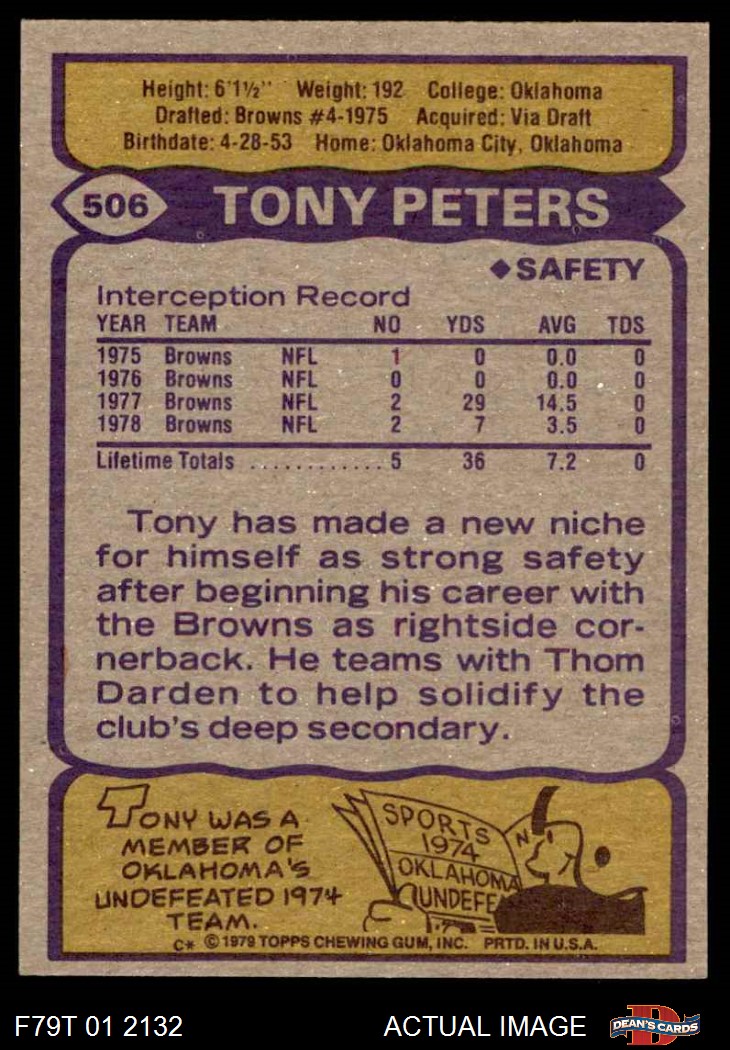 Height: 6'1½" Weight: 192 College: Oklahoma
Drafted: Browns #4-1975 Acquired: Via Draft
Birthdate: 4-28-53 Home: Oklahoma City, Oklahoma
506 TONY PETERS
♦SAFETY
Interception Record
YEAR TEAM NO YDS AVG TDS
1975 Browns NFL 1 0 0.0 0
1976 Browns NFL 0 0 0.0 0
1977 Browns NFL 2 29 14.5 0
1978 Browns NFL 2 7 3.5 0
Lifetime Totals ............ 5 36 7.2 0
Tony has made a new niche
for himself as strong safety
after beginning his career with
the Browns as rightside cor-
nerback. He teams with Thom
Darden to help solidify the
club's deep secondary.
TONY WAS A
MEMBER OF
OKLAHOMA'S
UNDEFEATED 1974
TEAM.
SPORTS
1974
OKLAHOMA
UNDEFE
C* © 1979 TOPPS CHEWING GUM, INC. PRTD. IN U.S.A.
F79T 01 2132 ACTUAL IMAGE
DEAN'S CARDS